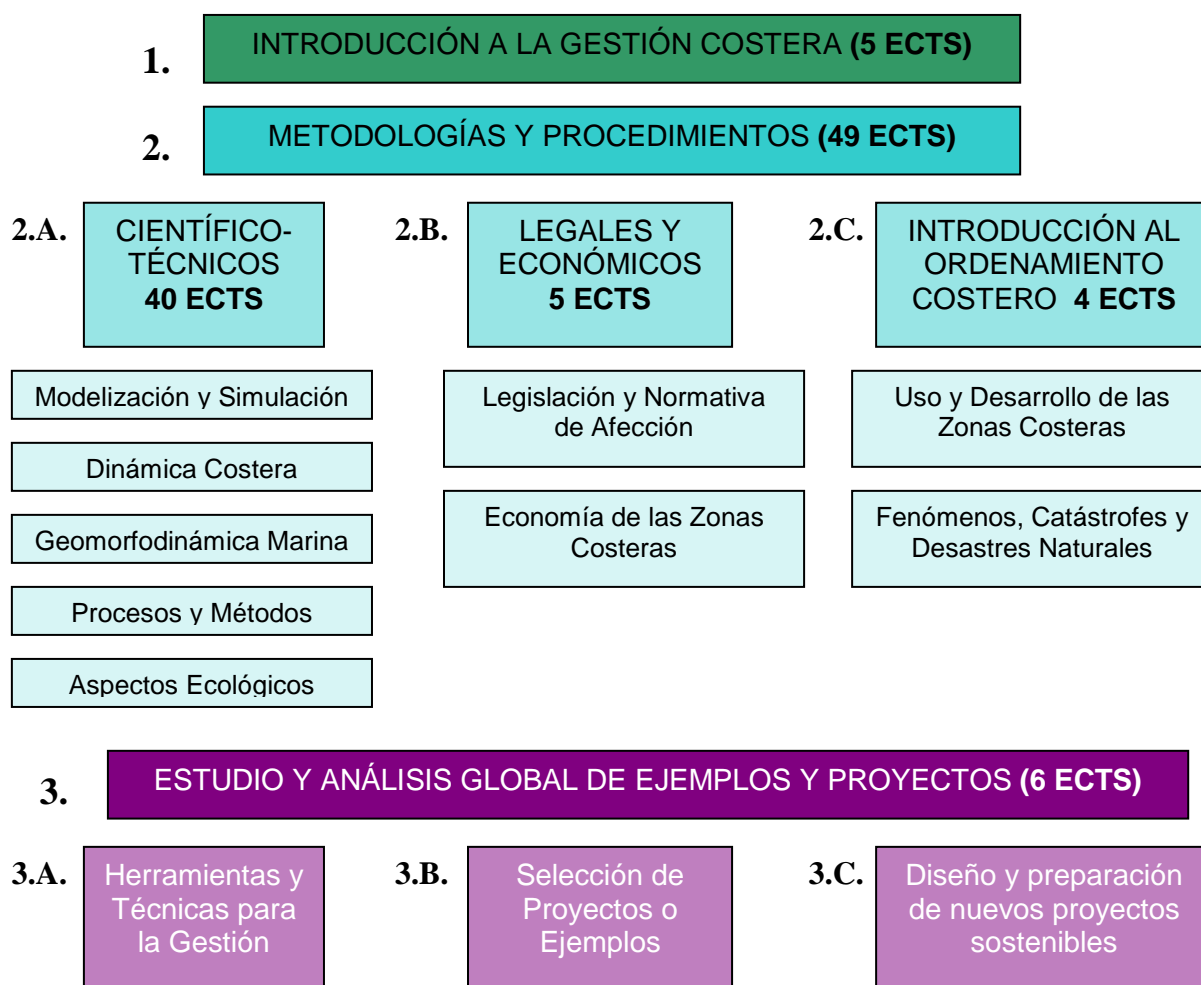 1.
INTRODUCCIÓN A LA GESTIÓN COSTERA (5 ECTS)
2.
METODOLOGÍAS Y PROCEDIMIENTOS (49 ECTS)
2.A.
CIENTÍFICO-
TÉCNICOS
40 ECTS
Modelización y Simulación
Dinámica Costera
Geomorfodinámica Marina
Procesos y Métodos
Aspectos Ecológicos
2.B.
LEGALES Y
ECONÓMICOS
5 ECTS
Legislación y Normativa
de Afección
Economía de las Zonas
Costeras
2.C.
INTRODUCCIÓN AL
ORDENAMIENTO
COSTERO 4 ECTS
Uso y Desarrollo de las
Zonas Costeras
Fenómenos, Catástrofes y
Desastres Naturales
3.
ESTUDIO Y ANÁLISIS GLOBAL DE EJEMPLOS Y PROYECTOS (6 ECTS)
3.A.
Herramientas y
Técnicas para
la Gestión
3.B.
Selección de
Proyectos o
Ejemplos
3.C.
Diseño y preparación
de nuevos proyectos
sostenibles